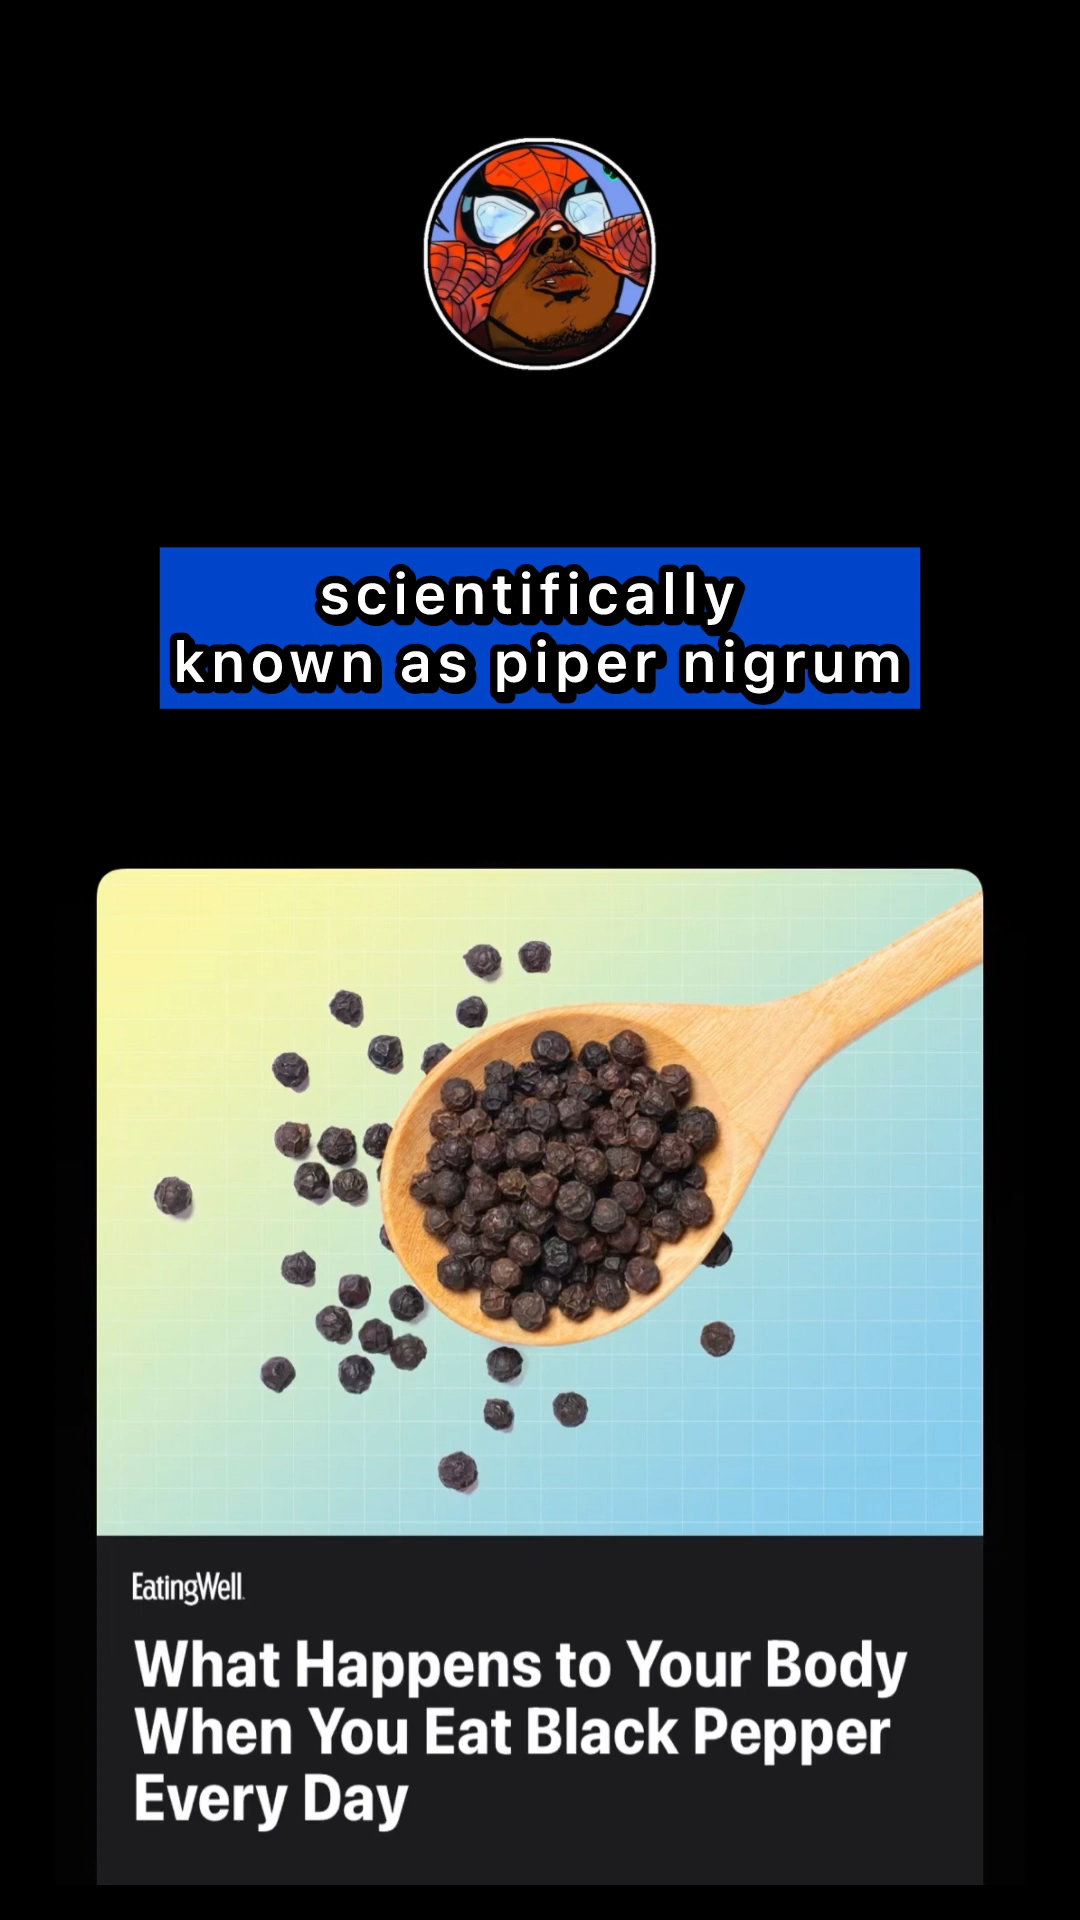 scientifically
known as piper nigrum
EatingWell.
What Happens to Your Body
When You Eat Black Pepper
Every Day